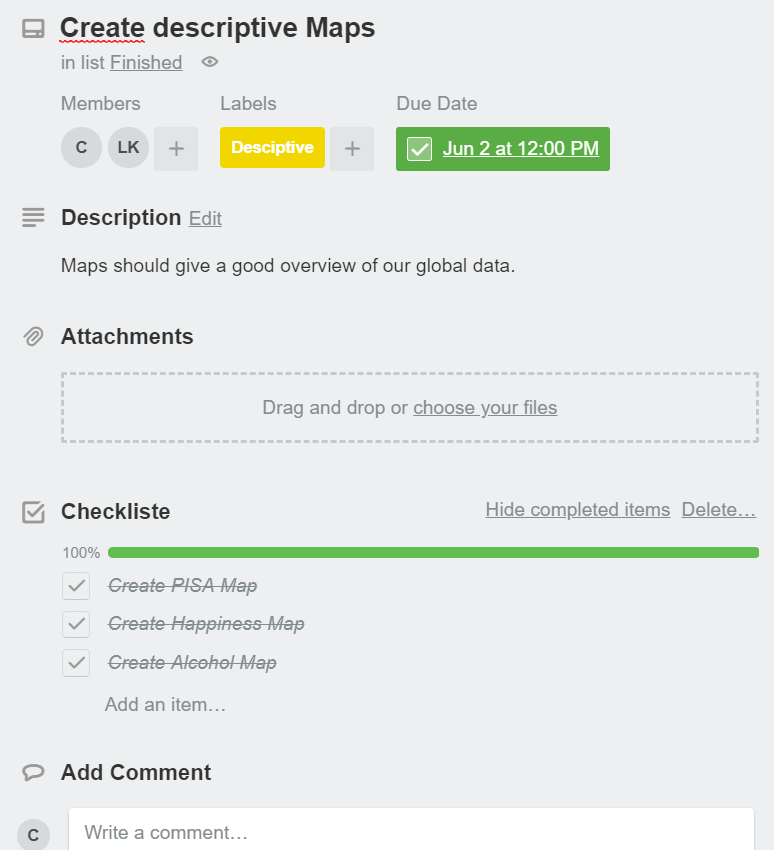 Create descriptive Maps
in list Finished
Members Labels Due Date
C LK + Desciptive + Jun 2 at 12:00 PM
Description Edit
Maps should give a good overview of our global data.
Attachments
Drag and drop or choose your files
Checkliste Hide completed items Delete…
100%
Create PISA Map
Create Happiness Map
Create Alcohol Map
Add an item…
Add Comment
C Write a comment…